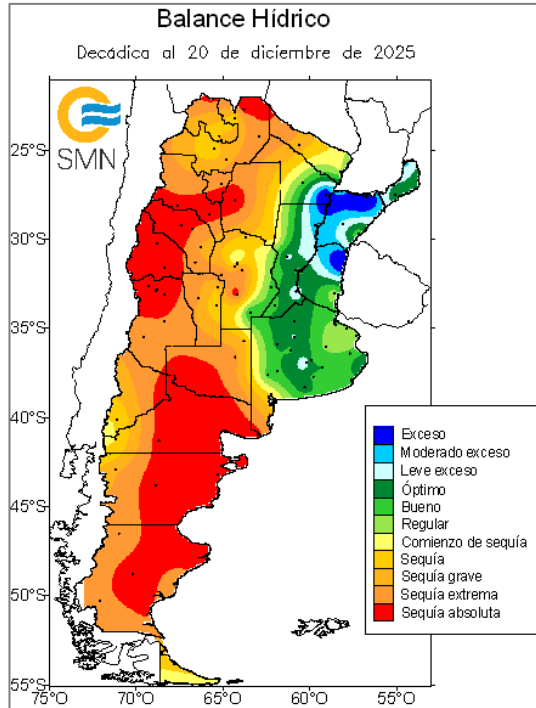 Balance Hídrico
Decádica al 20 de diciembre de 2025
SMN
25°S
30°S
35°S
40°S
45°S
50°S
55°S
75°O
70°O
65°O
60°O
55°O
Exceso
Moderado exceso
Leve exceso
Óptimo
Bueno
Regular
Comienzo de sequía
Sequía
Sequía grave
Sequía extrema
Sequía absoluta